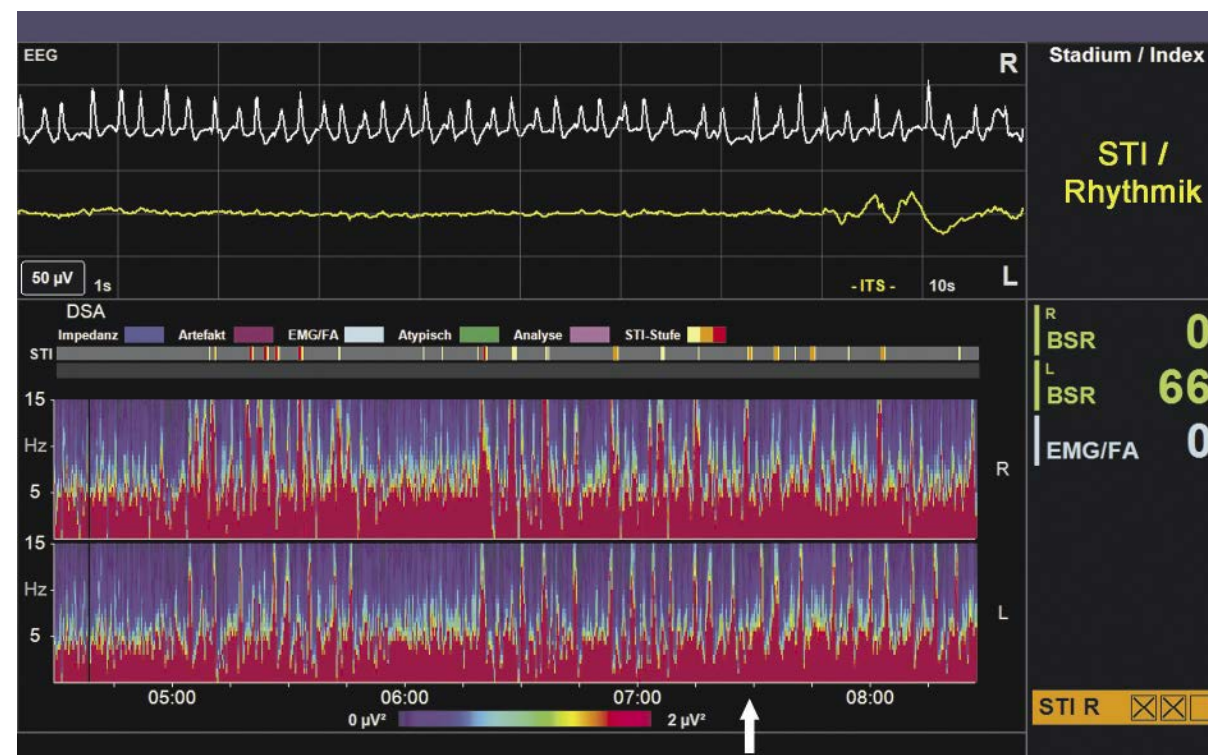 EEG
R
50 µV
1s
- ITS -
10s
L
Stadium / Index
STI /
Rhythmik
DSA
Impedanz Artefakt EMG/FA Atypisch Analyse STI-Stufe
STI
15
Hz
5
R
15
Hz
5
L
05:00 06:00 07:00 08:00
0 µV² 2 µV²
R
BSR 0
L
BSR 66
EMG/FA 0
STI R